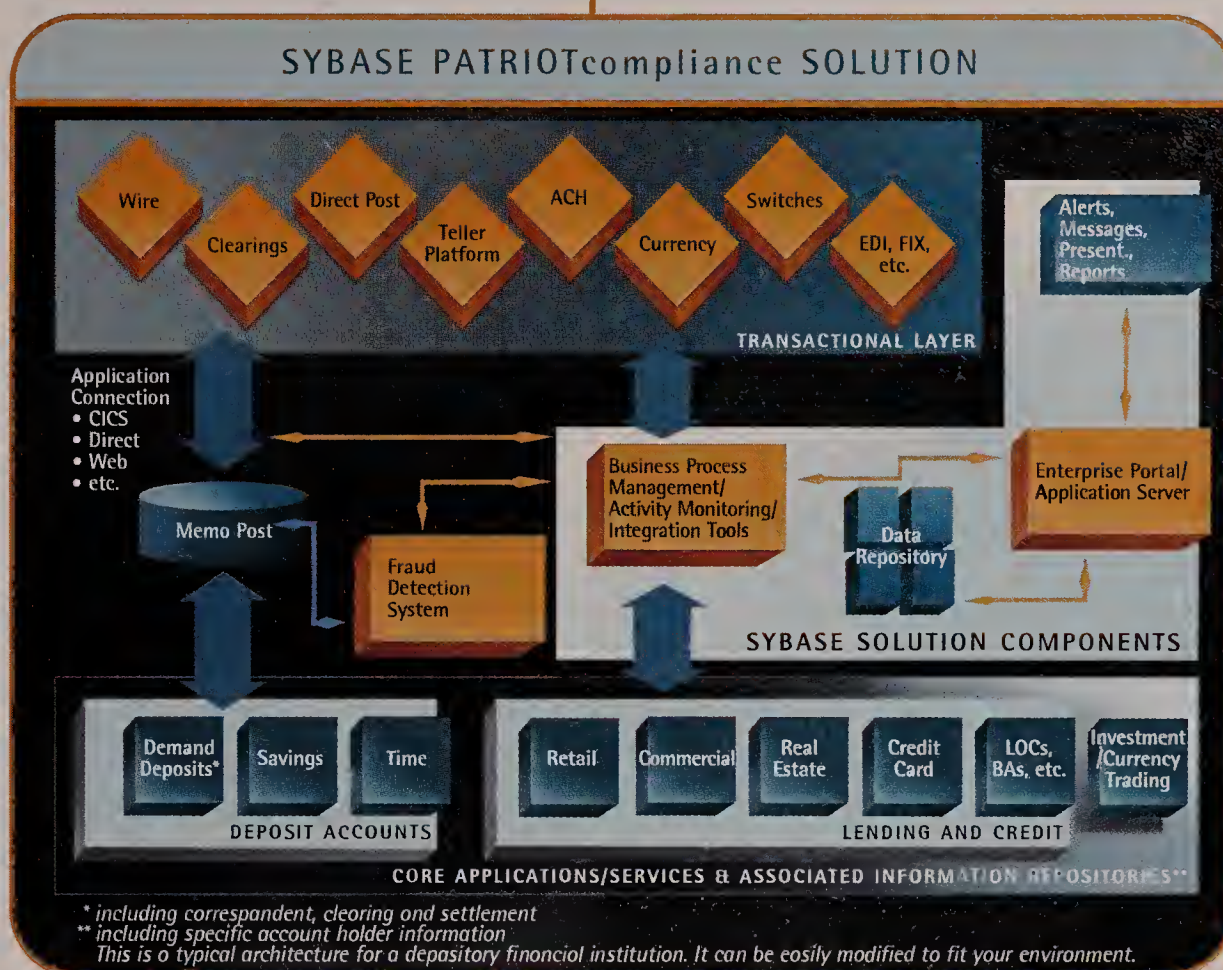 SYBASE PATRIOTcompliance SOLUTION
Wire
Clearings
Direct Post
Teller
Platform
ACH
Currency
Switches
EDI, FIX,
etc.
TRANSACTIONAL LAYER
Alerts,
Messages,
Present.,
Reports
Application
Connection
• CICS
• Direct
• Web
• etc.
Memo Post
Fraud
Detection
System
Business Process
Management/
Activity Monitoring/
Integration Tools
Data
Repository
Enterprise Portal/
Application Server
SYBASE SOLUTION COMPONENTS
Demand
Deposits*
Savings
Time
DEPOSIT ACCOUNTS
Retail
Commercial
Real
Estate
Credit
Card
LOCs,
BAs, etc.
Investment
/Currency
Trading
LENDING AND CREDIT
CORE APPLICATIONS/SERVICES & ASSOCIATED INFORMATION REPOSITORIES**
* including correspondent, clearing and settlement
** including specific account holder information
This is a typical architecture for a depository financial institution. It can be easily modified to fit your environment.